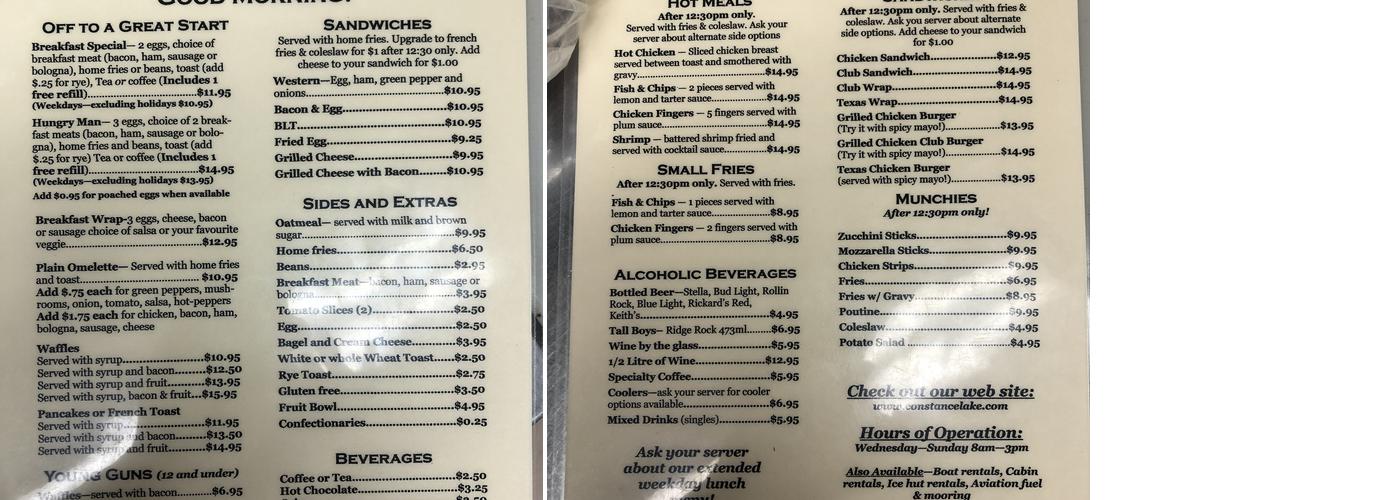 GOOD MORNING!
OFF TO A GREAT START
Breakfast Special— 2 eggs, choice of
breakfast meat (bacon, ham, sausage or
bologna), home fries or beans, toast (add
$.25 for rye), Tea or coffee (Includes 1
free refill)..........$11.95
(Weekdays—excluding holidays $10.95)
Hungry Man— 3 eggs, choice of 2 break-
fast meats (bacon, ham, sausage or bolo-
gna), home fries and beans, toast (add
$.25 for rye) Tea or coffee (Includes 1
free refill)..........$14.95
(Weekdays—excluding holidays $13.95)
Add $0.95 for poached eggs when available
Breakfast Wrap-3 eggs, cheese, bacon
or sausage choice of salsa or your favourite
veggie..........$12.95
Plain Omelette— Served with home fries
and toast..........$10.95
Add $.75 each for green peppers, mush-
rooms, onion, tomato, salsa, hot-peppers
Add $1.75 each for chicken, bacon, ham,
bologna, sausage, cheese
Waffles
Served with syrup..........$10.95
Served with syrup and bacon..........$12.50
Served with syrup and fruit..........$13.95
Served with syrup, bacon & fruit...$15.95
Pancakes or French Toast
Served with syrup..........$11.95
Served with syrup and bacon..........$13.50
Served with syrup and fruit..........$14.95
YOUNG GUNS (12 and under)
Waffles—served with bacon..........$6.95
SANDWICHES
Served with home fries. Upgrade to french
fries & coleslaw for $1 after 12:30 only. Add
cheese to your sandwich for $1.00
Western—Egg, ham, green pepper and
onions..........$10.95
Bacon & Egg..........$10.95
BLT..........$10.95
Fried Egg..........$9.25
Grilled Cheese..........$9.95
Grilled Cheese with Bacon..........$10.95
SIDES AND EXTRAS
Oatmeal— served with milk and brown
sugar..........$9.95
Home fries..........$6.50
Beans..........$2.95
Breakfast Meat—bacon, ham, sausage or
bologna..........$3.95
Tomato Slices (2)..........$2.50
Egg..........$2.50
Bagel and Cream Cheese..........$3.95
White or whole Wheat Toast......$2.50
Rye Toast..........$2.75
Gluten free..........$3.50
Fruit Bowl..........$4.95
Confectionaries..........$0.25
BEVERAGES
Coffee or Tea..........$2.50
Hot Chocolate..........$3.25
HOT MEALS
After 12:30pm only.
Served with fries & coleslaw. Ask your
server about alternate side options
Hot Chicken — Sliced chicken breast
served between toast and smothered with
gravy..........$14.95
Fish & Chips — 2 pieces served with
lemon and tarter sauce..........$14.95
Chicken Fingers — 5 fingers served with
plum sauce..........$14.95
Shrimp — battered shrimp fried and
served with cocktail sauce..........$14.95
SMALL FRIES
After 12:30pm only. Served with fries.
Fish & Chips — 1 pieces served with
lemon and tarter sauce..........$8.95
Chicken Fingers — 2 fingers served with
plum sauce..........$8.95
ALCOHOLIC BEVERAGES
Bottled Beer—Stella, Bud Light, Rollin
Rock, Blue Light, Rickard's Red,
Keith's..........$4.95
Tall Boys— Ridge Rock 473ml.......$6.95
Wine by the glass..........$5.95
1/2 Litre of Wine..........$12.95
Specialty Coffee..........$5.95
Coolers—ask your server for cooler
options available..........$6.95
Mixed Drinks (singles)..........$5.95
Ask your server
about our extended
weekday lunch
menu!
After 12:30pm only. Served with fries &
coleslaw. Ask you server about alternate
side options. Add cheese to your sandwich
for $1.00
Chicken Sandwich..........$12.95
Club Sandwich..........$14.95
Club Wrap..........$14.95
Texas Wrap..........$14.95
Grilled Chicken Burger
(Try it with spicy mayo!)..........$13.95
Grilled Chicken Club Burger
(Try it with spicy mayo!)..........$14.95
Texas Chicken Burger
(served with spicy mayo!)..........$13.95
MUNCHIES
After 12:30pm only!
Zucchini Sticks..........$9.95
Mozzarella Sticks..........$9.95
Chicken Strips..........$9.95
Fries..........$6.95
Fries w/ Gravy..........$8.95
Poutine..........$9.95
Coleslaw..........$4.95
Potato Salad ..........$4.95
Check out our web site:
www.constancelake.com
Hours of Operation:
Wednesday—Sunday 8am—3pm
Also Available—Boat rentals, Cabin
rentals, Ice hut rentals, Aviation fuel
& mooring